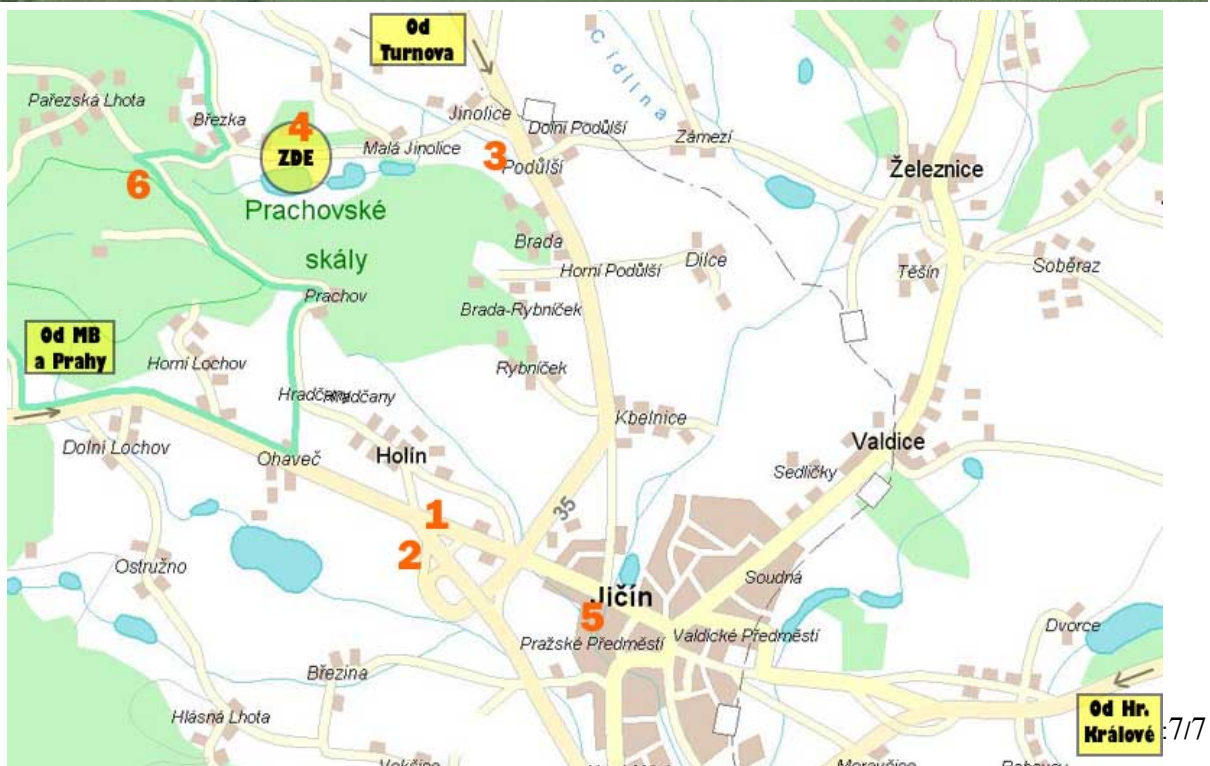 Od
Turnova
Cidlina
Pařezská Lhota
Březka
4
ZDE
Jinolice
Malá Jinolice
3
Dolní Podůlší
Podůlší
Zámezí
Železnice
6
Prachovské
skály
Brada
Horní Podůlší
Dílce
Těšín
Soběraz
Prachov
Brada-Rybníček
Od MB
a Prahy
Horní Lochov
Rybníček
Hradčany
Hradčany
Kbelnice
Dolní Lochov
Ohaveč
Holín
Valdice
Sedličky
1
35
2
Ostružno
Jičín
Soudná
5
Pražské Předměstí
Valdické Předměstí
Dvorce
Březina
Hlásná Lhota
Od Hr.
Králové
:7/7